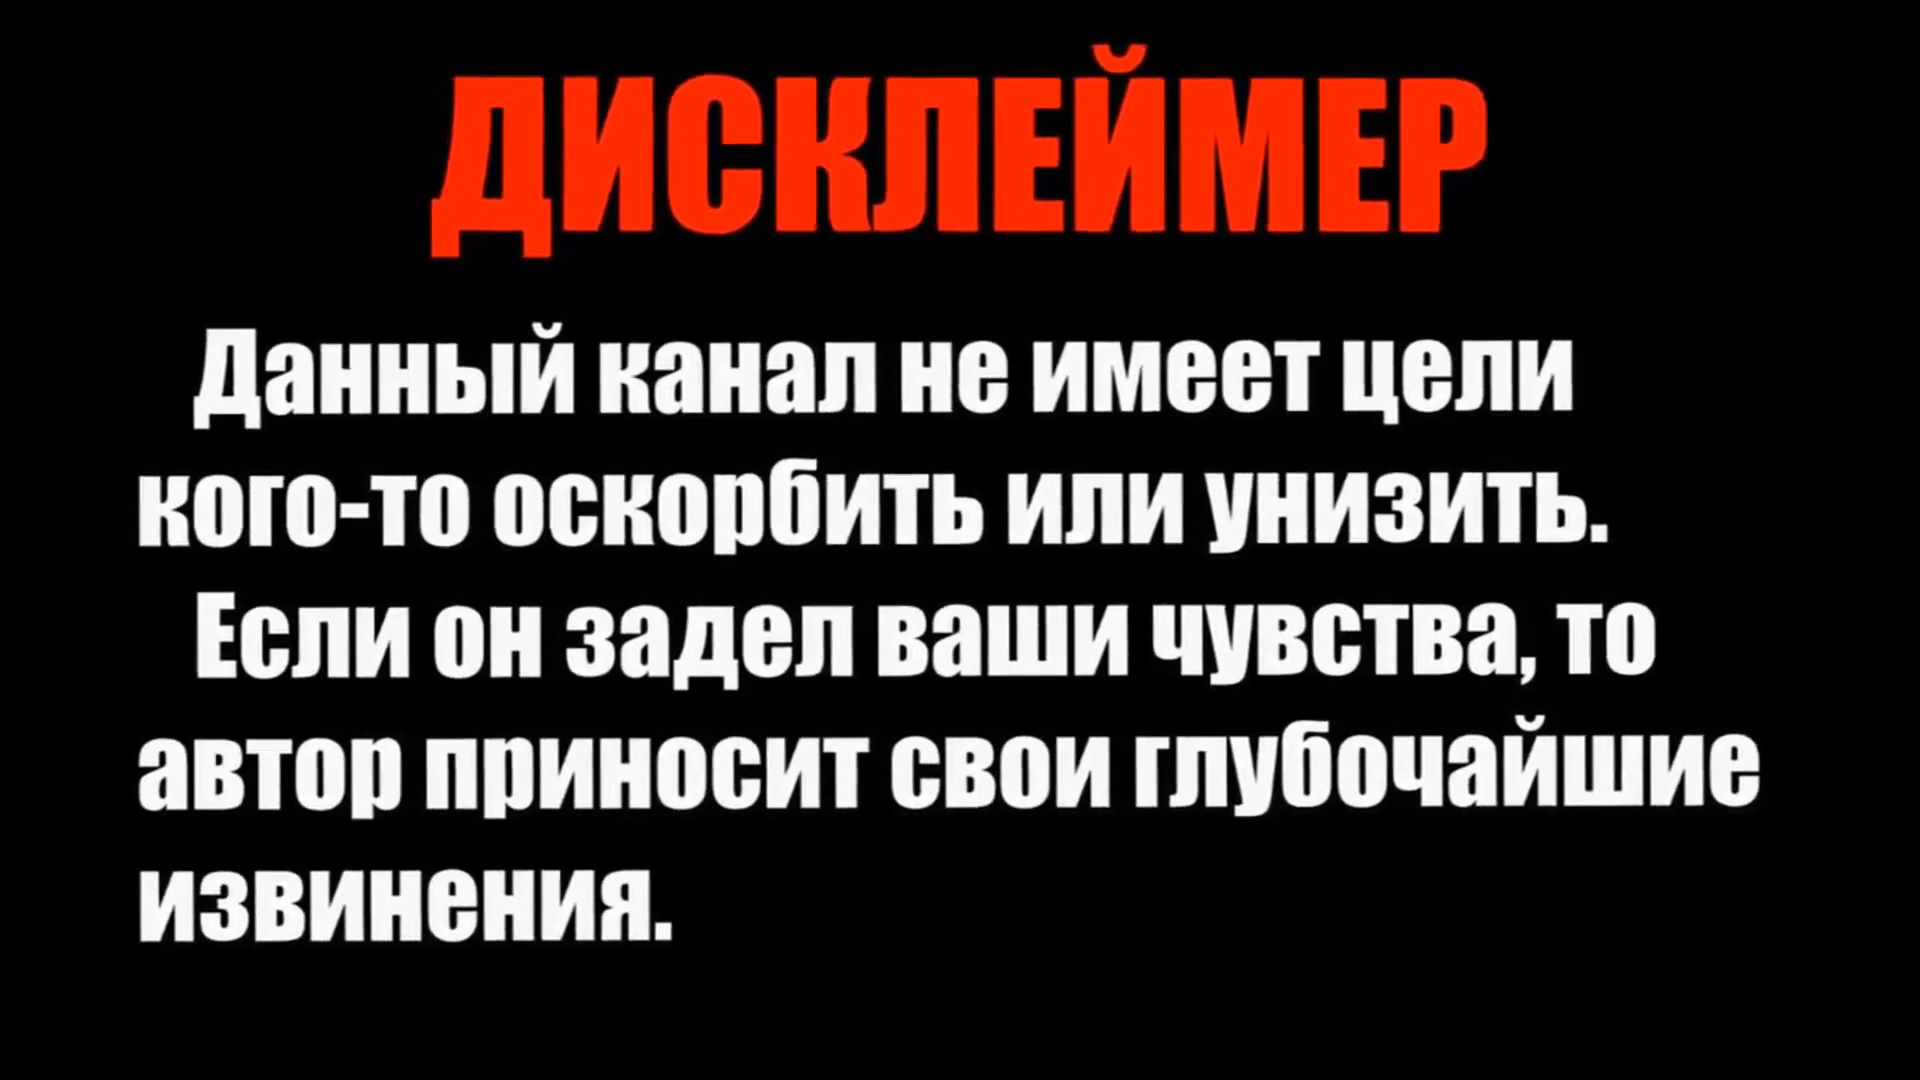 ДИСКЛЕЙМЕР
Данный канал не имеет цели
кого-то оскорбить или унизить.
Если он задел ваши чувства, то
автор приносит свои глубочайшие
извинения.